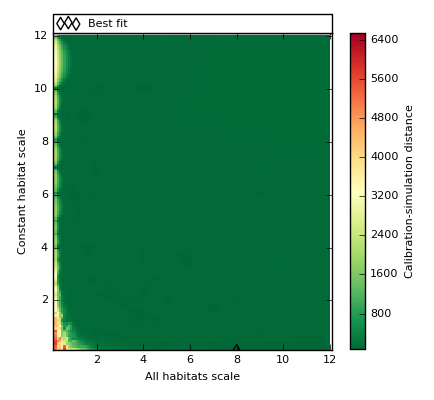 Best fit
12
10
8
6
4
2
Constant habitat scale
2 4 6 8 10 12
All habitats scale
6400
5600
4800
4000
3200
2400
1600
800
Calibration-simulation distance